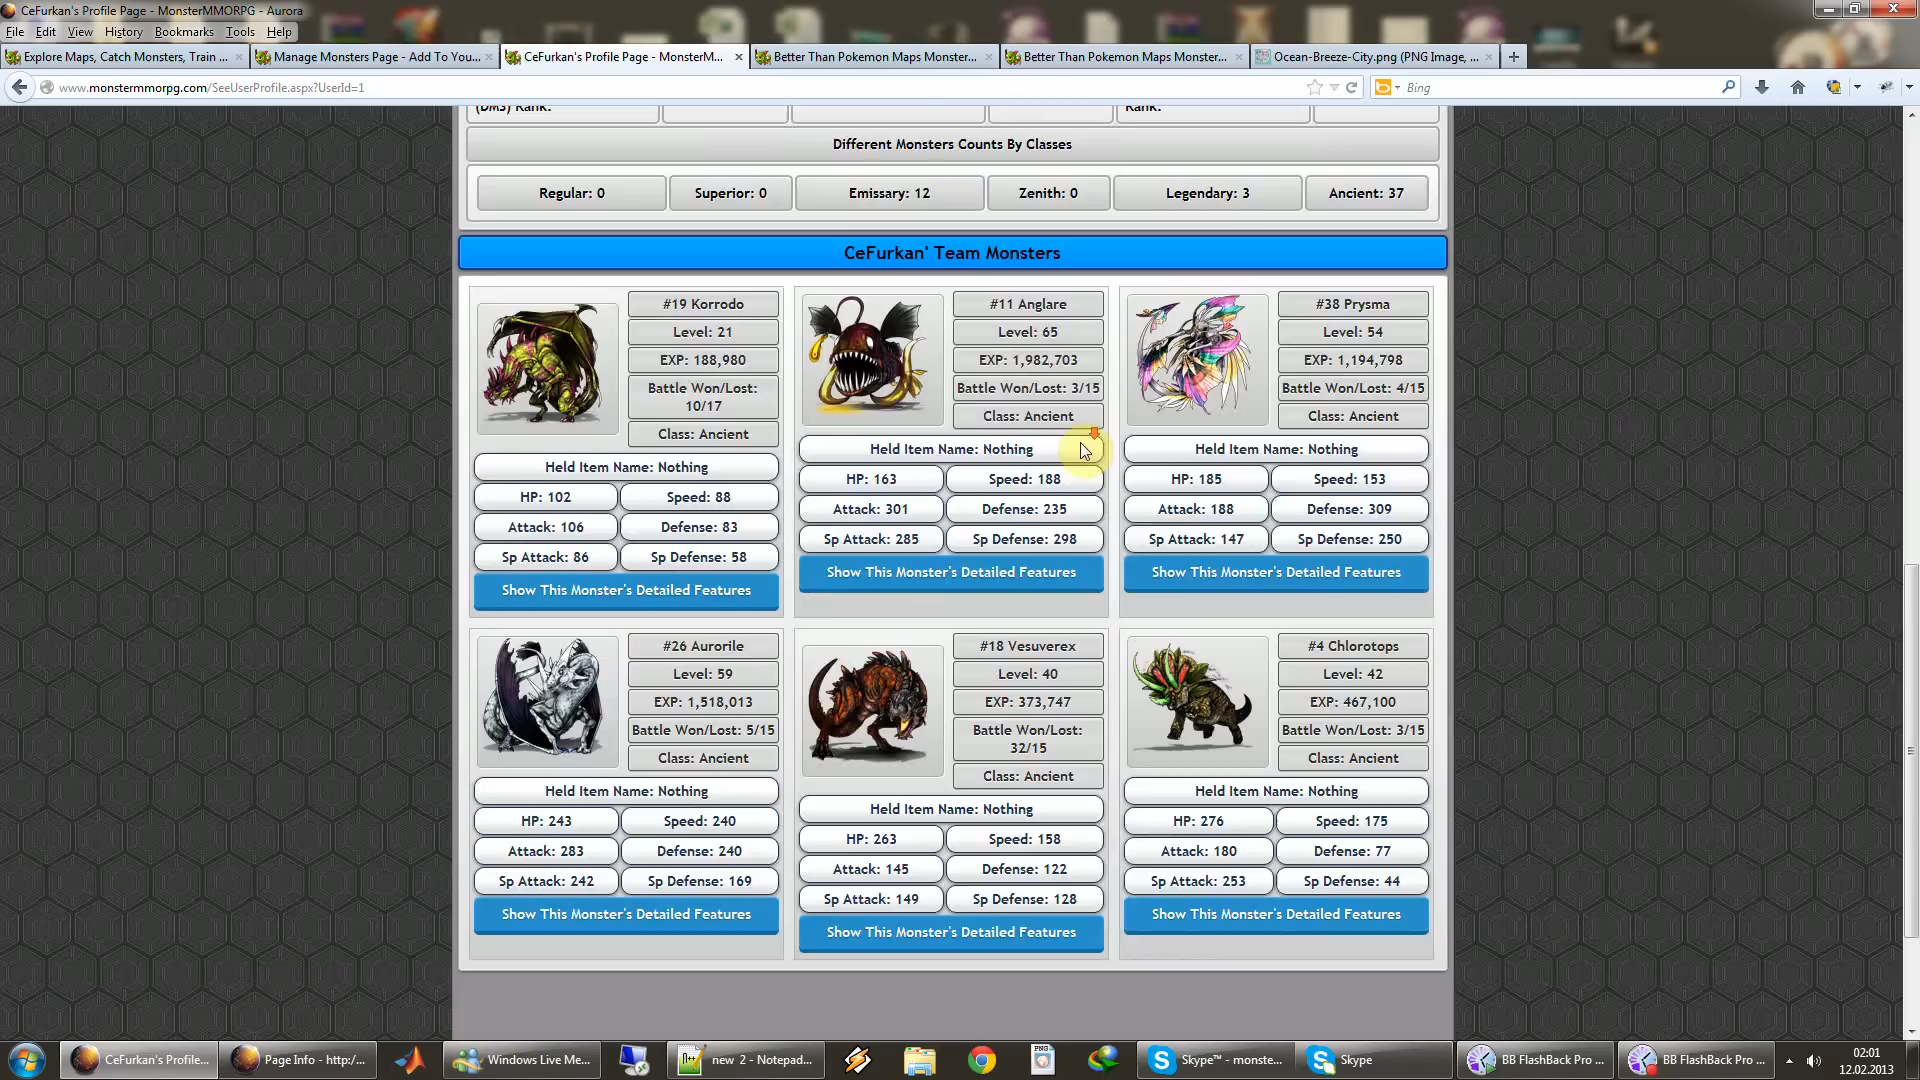 CeFurkan's Profile Page - MonsterMMORPG - Aurora
File Edit View History Bookmarks Tools Help
Explore Maps, Catch Monsters, Train ... Manage Monsters Page - Add To You... CeFurkan's Profile Page - MonsterM... Better Than Pokemon Maps Monster... Better Than Pokemon Maps Monster... Ocean-Breeze-City.png (PNG Image, ...
www.monstermmorpg.com/SeeUserProfile.aspx?UserId=1 Bing
(DMS) Rank: Rank:
Different Monsters Counts By Classes
Regular: 0 Superior: 0 Emissary: 12 Zenith: 0 Legendary: 3 Ancient: 37
CeFurkan' Team Monsters
#19 Korrodo
Level: 21
EXP: 188,980
Battle Won/Lost:
10/17
Class: Ancient
Held Item Name: Nothing
HP: 102 Speed: 88
Attack: 106 Defense: 83
Sp Attack: 86 Sp Defense: 58
Show This Monster's Detailed Features
#11 Anglare
Level: 65
EXP: 1,982,703
Battle Won/Lost: 3/15
Class: Ancient
Held Item Name: Nothing
HP: 163 Speed: 188
Attack: 301 Defense: 235
Sp Attack: 285 Sp Defense: 298
Show This Monster's Detailed Features
#38 Prysma
Level: 54
EXP: 1,194,798
Battle Won/Lost: 4/15
Class: Ancient
Held Item Name: Nothing
HP: 185 Speed: 153
Attack: 188 Defense: 309
Sp Attack: 147 Sp Defense: 250
Show This Monster's Detailed Features
#26 Aurorile
Level: 59
EXP: 1,518,013
Battle Won/Lost: 5/15
Class: Ancient
Held Item Name: Nothing
HP: 243 Speed: 240
Attack: 283 Defense: 240
Sp Attack: 242 Sp Defense: 169
Show This Monster's Detailed Features
#18 Vesuverex
Level: 40
EXP: 373,747
Battle Won/Lost:
32/15
Class: Ancient
Held Item Name: Nothing
HP: 263 Speed: 158
Attack: 145 Defense: 122
Sp Attack: 149 Sp Defense: 128
Show This Monster's Detailed Features
#4 Chlorotops
Level: 42
EXP: 467,100
Battle Won/Lost: 3/15
Class: Ancient
Held Item Name: Nothing
HP: 276 Speed: 175
Attack: 180 Defense: 77
Sp Attack: 253 Sp Defense: 44
Show This Monster's Detailed Features
CeFurkan's Profile... Page Info - http:/... Windows Live Me... new 2 - Notepad... PNG Skype™ - monste... Skype BB FlashBack Pro ... BB FlashBack Pro ... 02:01
12.02.2013